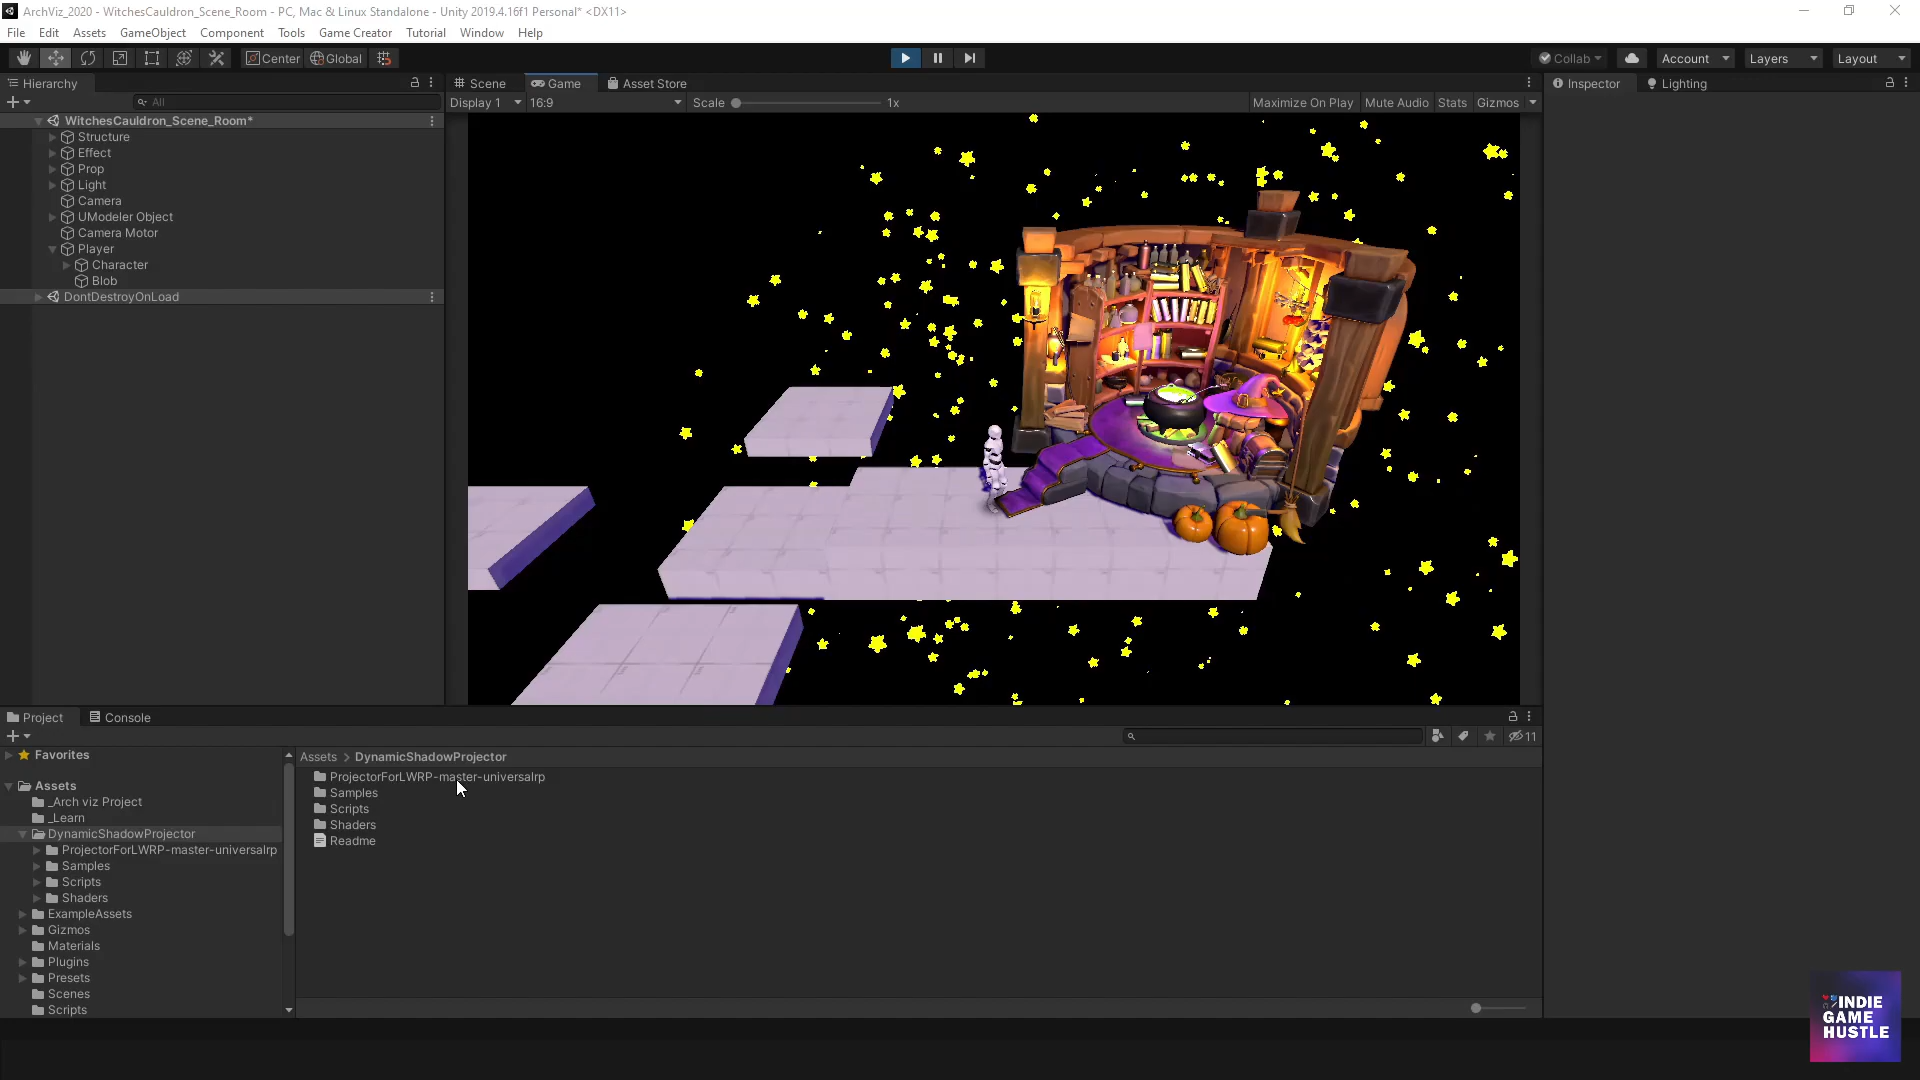 ArchViz_2020 - WitchesCauldron_Scene_Room - PC, Mac & Linux Standalone - Unity 2019.4.16f1 Personal* <DX11>
File Edit Assets GameObject Component Tools Game Creator Tutorial Window Help
Center Global Collab Account Layers Layout
Hierarchy Scene Game Asset Store Inspector Lighting
All Display 1 16:9 Scale 1x Maximize On Play Mute Audio Stats Gizmos
WitchesCauldron_Scene_Room*
Structure
Effect
Prop
Light
Camera
UModeler Object
Camera Motor
Player
Character
Blob
DontDestroyOnLoad
Project Console
11
Favorites
Assets
_Arch viz Project
_Learn
DynamicShadowProjector
ProjectorForLWRP-master-universalrp
Samples
Scripts
Shaders
ExampleAssets
Gizmos
Materials
Plugins
Presets
Scenes
Scripts
Assets > DynamicShadowProjector
ProjectorForLWRP-master-universalrp
Samples
Scripts
Shaders
Readme
INDIE
GAME
HUSTLE